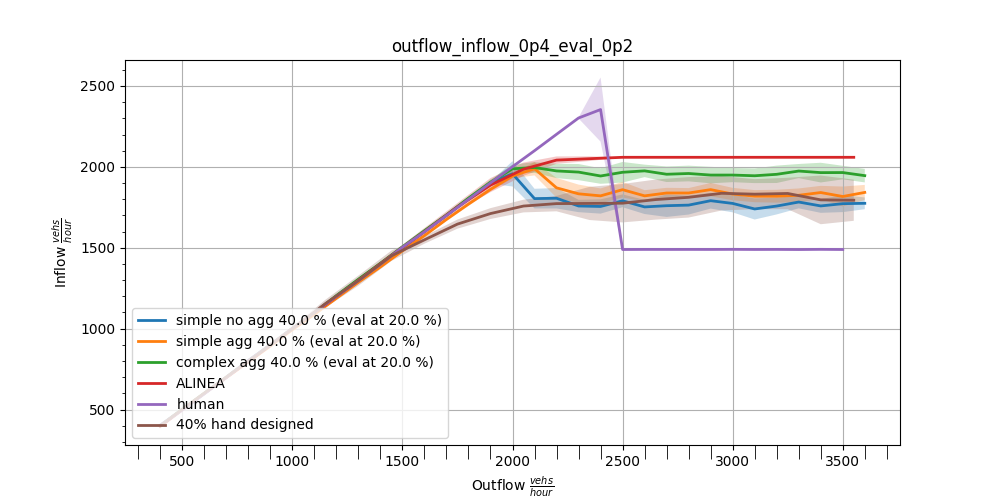 outflow_inflow_0p4_eval_0p2
Inflow vehs/hour
2500
2000
1500
1000
500
simple no agg 40.0 % (eval at 20.0 %)
simple agg 40.0 % (eval at 20.0 %)
complex agg 40.0 % (eval at 20.0 %)
ALINEA
human
40% hand designed
500 1000 1500 2000 2500 3000 3500
Outflow vehs/hour